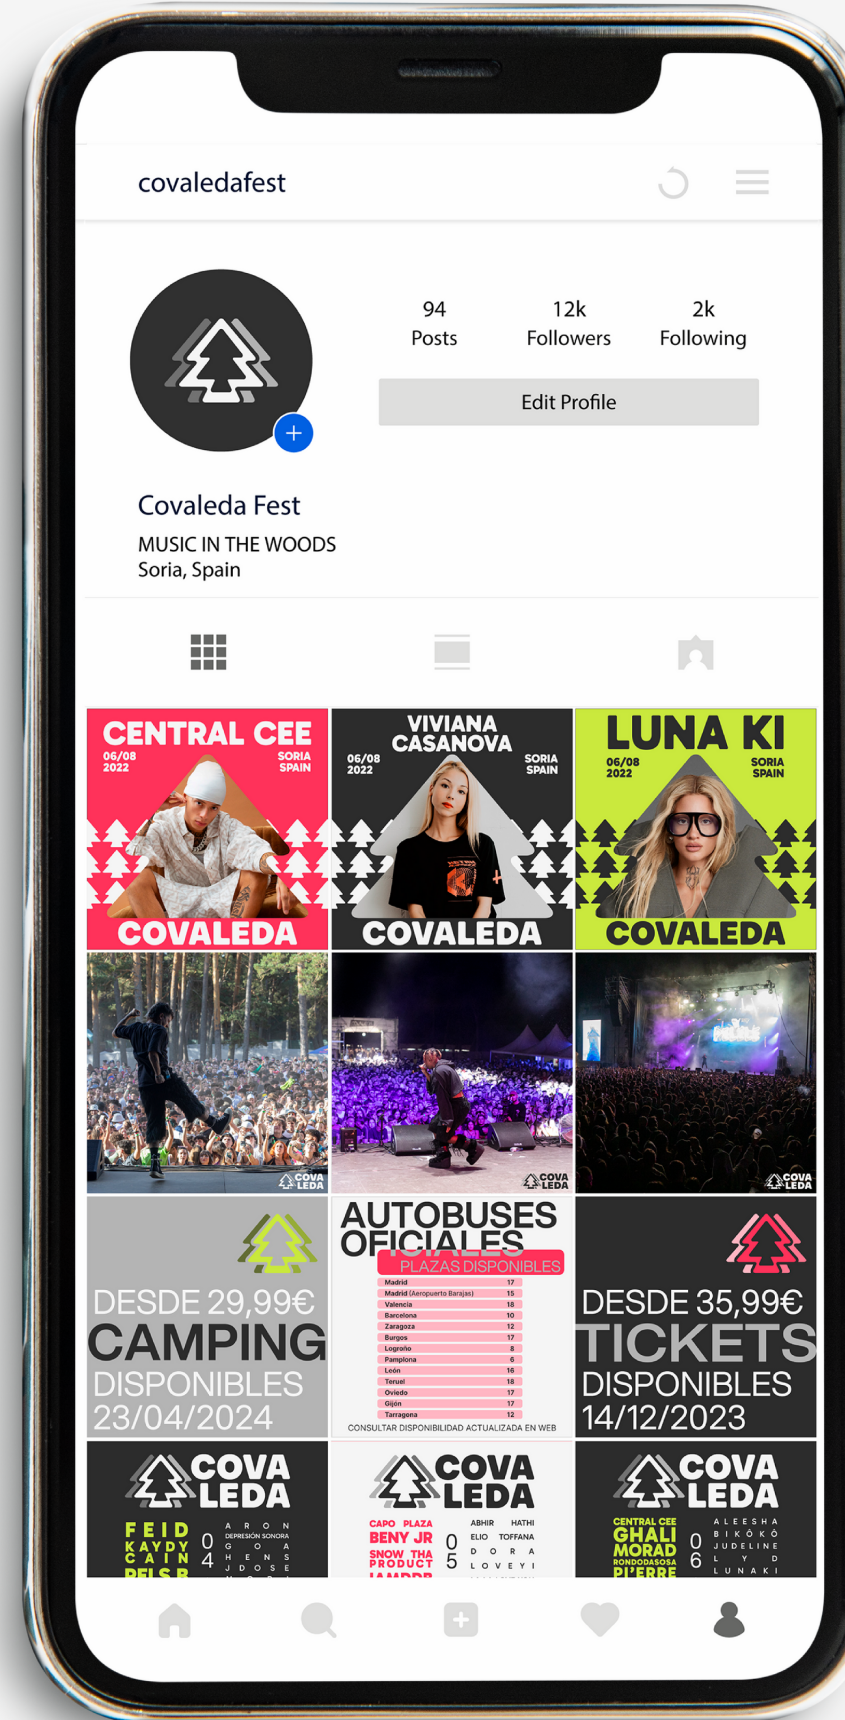 covaledafest
94
Posts
12k
Followers
2k
Following
Edit Profile
Covaleda Fest
MUSIC IN THE WOODS
Soria, Spain
CENTRAL CEE
06/08
2022
SORIA
SPAIN
COVALEDA
VIVIANA
CASANOVA
06/08
2022
SORIA
SPAIN
COVALEDA
LUNA KI
06/08
2022
SORIA
SPAIN
COVALEDA
COVA
LEDA
COVA
LEDA
COVA
LEDA
DESDE 29,99€
CAMPING
DISPONIBLES
23/04/2024
AUTOBUSES
OFICIALES
PLAZAS DISPONIBLES
Madrid 17
Madrid (Aeropuerto Barajas) 15
Valencia 18
Barcelona 10
Zaragoza 12
Burgos 17
Logroño 8
Pamplona 6
León 16
Teruel 18
Oviedo 17
Gijón 17
Tarragona 12
CONSULTAR DISPONIBILIDAD ACTUALIZADA EN WEB
DESDE 35,99€
TICKETS
DISPONIBLES
14/12/2023
COVA
LEDA
FEID
KAYDY
CAIN
04
ARON
DEPRESIÓN SONORA
GOA
HENS
JDOSE
COVA
LEDA
CAPO PLAZA
BENY JR
SNOW THA
PRODUCT
05
ABHIR HATHI
ELIO TOFFANA
DORA
LOVEYI
COVA
LEDA
CENTRAL CEE
GHALI
MORAD
RONDODASOSA
PI'ERRE
06
ALEESHA
BIKÔKÔ
JUDELINE
LYD
LUNAKI